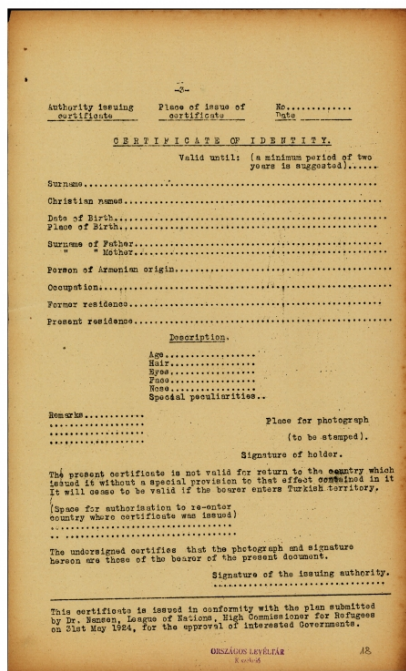 -3-
Authority issuing Place of issue of No.............
certificate certificate Date
CERTIFICATE OF IDENTITY.
Valid until: (a minimum period of two
years is suggested)......
Surname
Christian names
Date of Birth
Place of Birth
Surname of Father
" " Mother
Person of Armenian origin
Occupation
Former residence
Present residence
Description.
Age
Hair
Eyes
Face
Nose
Special peculiarities..
Remarks
Place for photograph
(to be stamped).
Signature of holder.
The present certificate is not valid for return to the country which
issued it without a special provision to that effect contained in it
It will cease to be valid if the bearer enters Turkish territory.
(Space for authorisation to re-enter
country where certificate was issued)
The undersigned certifies that the photograph and signature
hereon are those of the bearer of the present document.
Signature of the issuing authority.
This certificate is issued in conformity with the plan submitted
by Dr. Nansen, League of Nations, High Commissioner for Refugees
on 31st May 1924, for the approval of interested Governments.
ORSZÁGOS LEVÉLTÁR
18